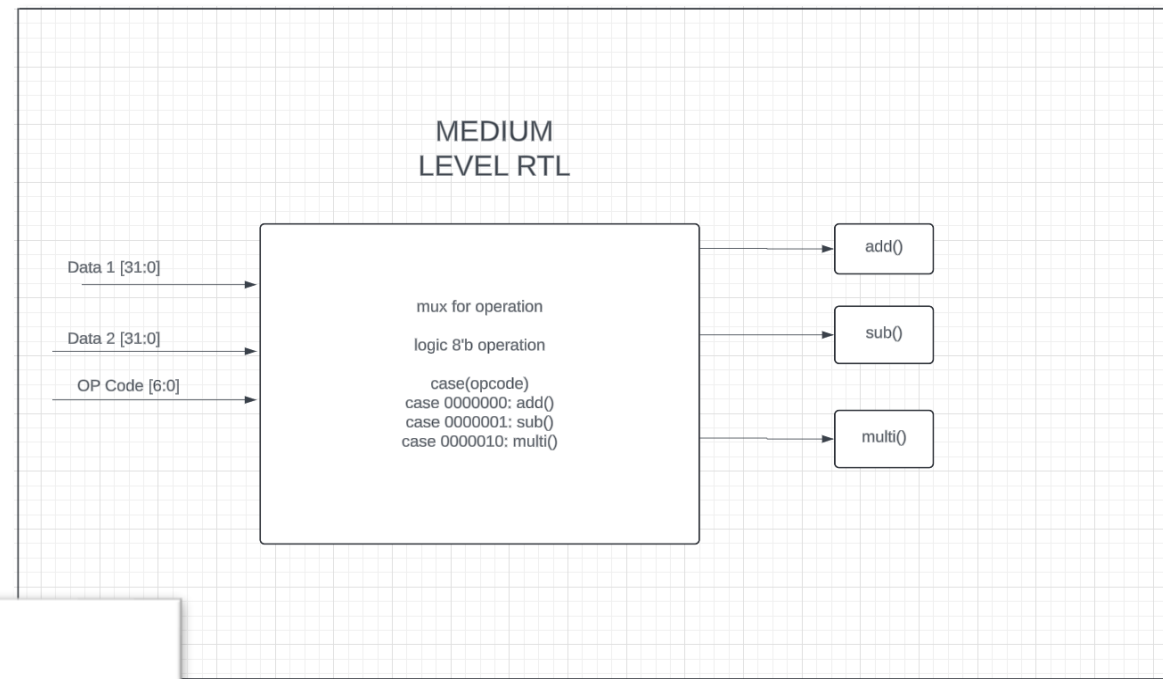 MEDIUM
LEVEL RTL
Data 1 [31:0]
Data 2 [31:0]
OP Code [6:0]
mux for operation
logic 8'b operation
case(opcode)
case 0000000: add()
case 0000001: sub()
case 0000010: multi()
add()
sub()
multi()